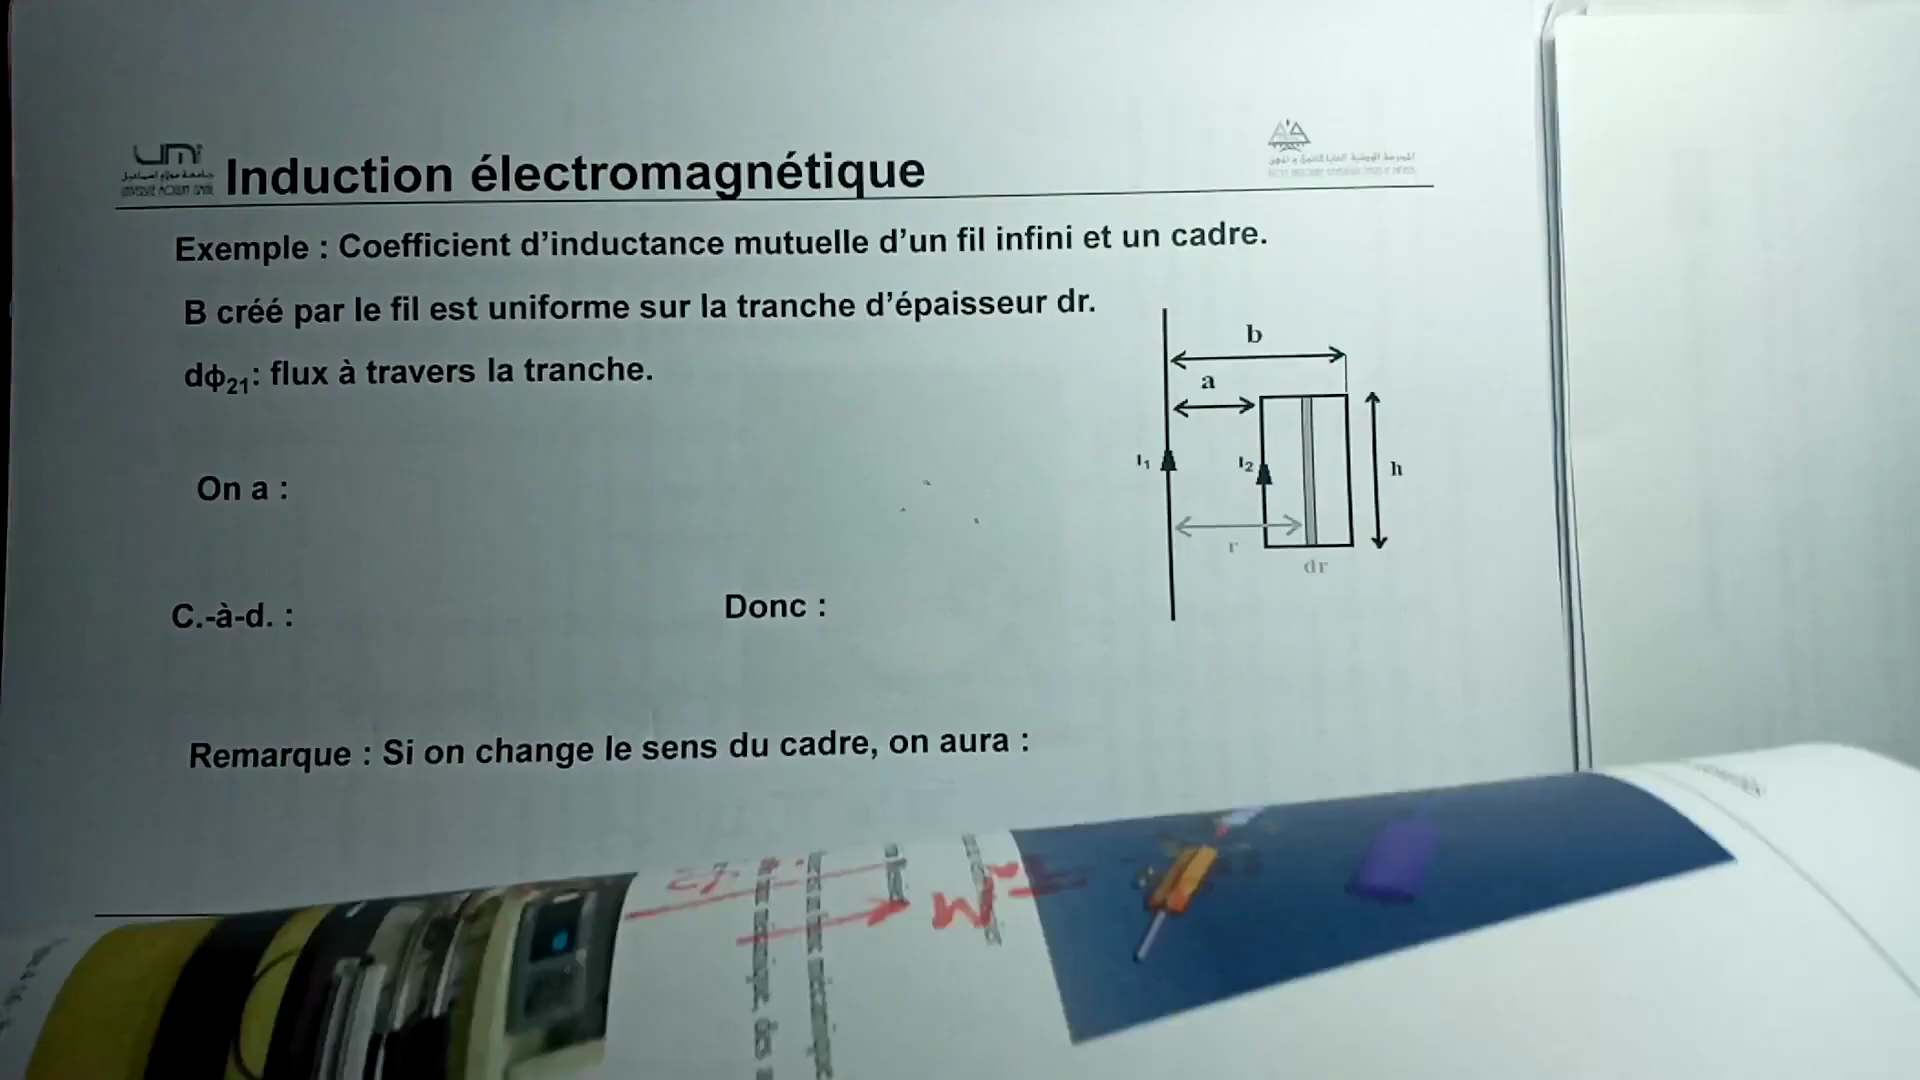 umi
Induction électromagnétique
Exemple : Coefficient d'inductance mutuelle d'un fil infini et un cadre.
B créé par le fil est uniforme sur la tranche d'épaisseur dr.
dϕ21: flux à travers la tranche.
b
a
I1
I2
h
r
dr
On a :
C.-à-d. :
Donc :
Remarque : Si on change le sens du cadre, on aura :
M